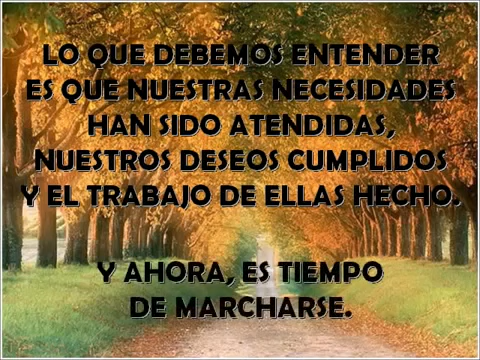 LO QUE DEBEMOS ENTENDER
ES QUE NUESTRAS NECESIDADES
HAN SIDO ATENDIDAS,
NUESTROS DESEOS CUMPLIDOS
Y EL TRABAJO DE ELLAS HECHO.
Y AHORA, ES TIEMPO
DE MARCHARSE.